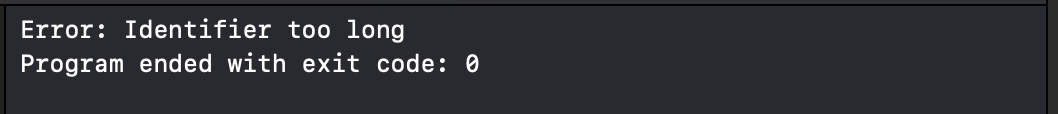 Error: Identifier too long
Program ended with exit code: 0